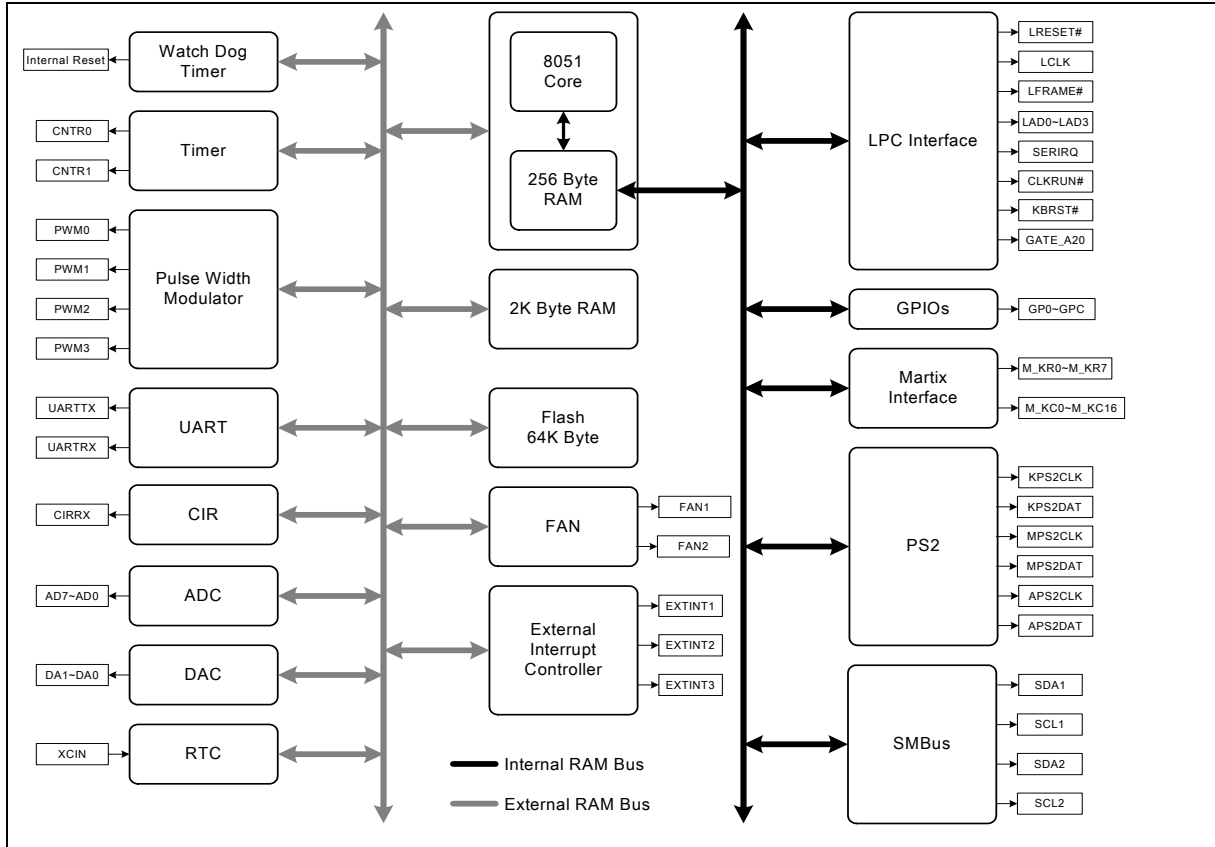 Internal Reset
Watch Dog
Timer
CNTR0
CNTR1
Timer
PWM0
PWM1
PWM2
PWM3
Pulse Width
Modulator
UARTTX
UARTRX
UART
CIRRX
CIR
AD7~AD0
ADC
DA1~DA0
DAC
XCIN
RTC
8051
Core
256 Byte
RAM
2K Byte RAM
Flash
64K Byte
FAN
FAN1
FAN2
External
Interrupt
Controller
EXTINT1
EXTINT2
EXTINT3
Internal RAM Bus
External RAM Bus
LPC Interface
LRESET#
LCLK
LFRAME#
LAD0~LAD3
SERIRQ
CLKRUN#
KBRST#
GATE_A20
GPIOs
GP0~GPC
Martix
Interface
M_KR0~M_KR7
M_KC0~M_KC16
PS2
KPS2CLK
KPS2DAT
MPS2CLK
MPS2DAT
APS2CLK
APS2DAT
SMBus
SDA1
SCL1
SDA2
SCL2